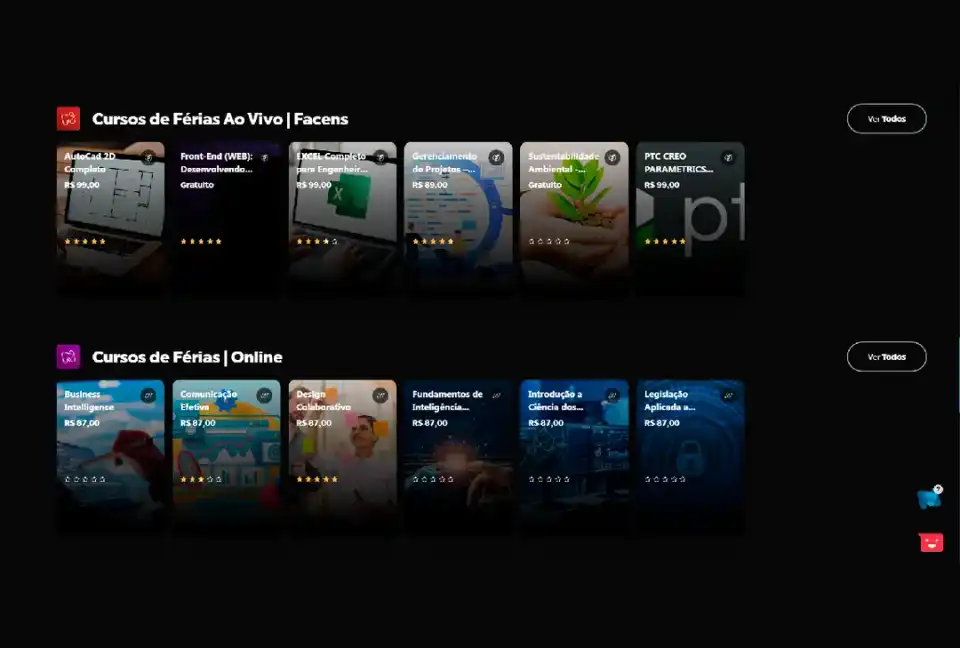 Cursos de Férias Ao Vivo | Facens
Ver Todos
AutoCad 2D
Completo
R$ 99,00
Front-End (WEB):
Desenvolvendo...
Gratuito
EXCEL Completo
para Engenheir...
R$ 99,00
Gerenciamento
de Projetos –...
R$ 89,00
Sustentabilidade
Ambiental -...
Gratuito
PTC CREO
PARAMETRICS...
R$ 99,00
pt
Cursos de Férias | Online
Ver Todos
Business
Intelligence
R$ 87,00
Comunicação
Efetiva
R$ 87,00
Design
Colaborativo
R$ 87,00
Fundamentos de
Inteligência...
R$ 87,00
Introdução a
Ciência dos...
R$ 87,00
Legislação
Aplicada a...
R$ 87,00
?